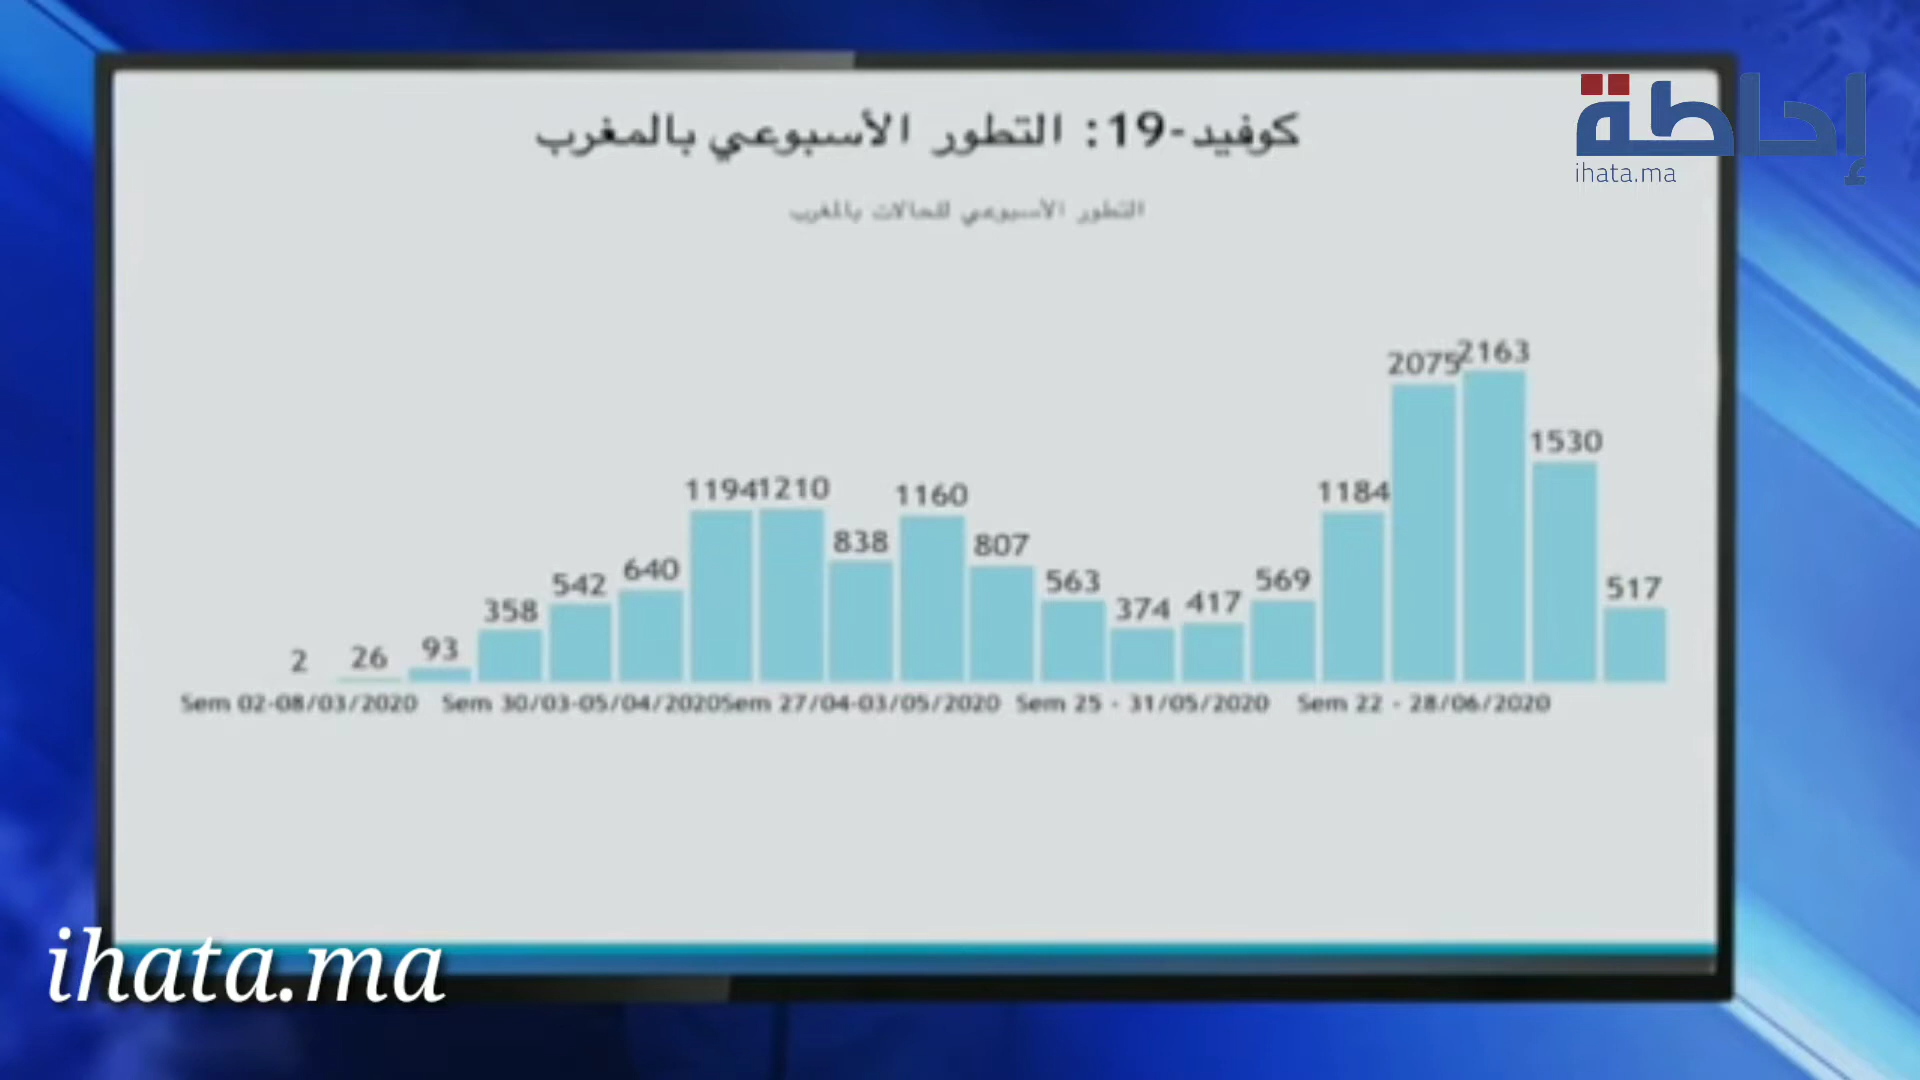 إحاطة
ihata.ma
كوفيد-19: التطور الأسبوعي بالمغرب
التطور الأسبوعي للحالات بالمغرب
2 26 93 358 542 640 1194 1210 838 1160 807 563 374 417 569 1184 2075 2163 1530 517
Sem 02-08/03/2020 Sem 30/03-05/04/2020 Sem 27/04-03/05/2020 Sem 25 - 31/05/2020 Sem 22 - 28/06/2020
ihata.ma